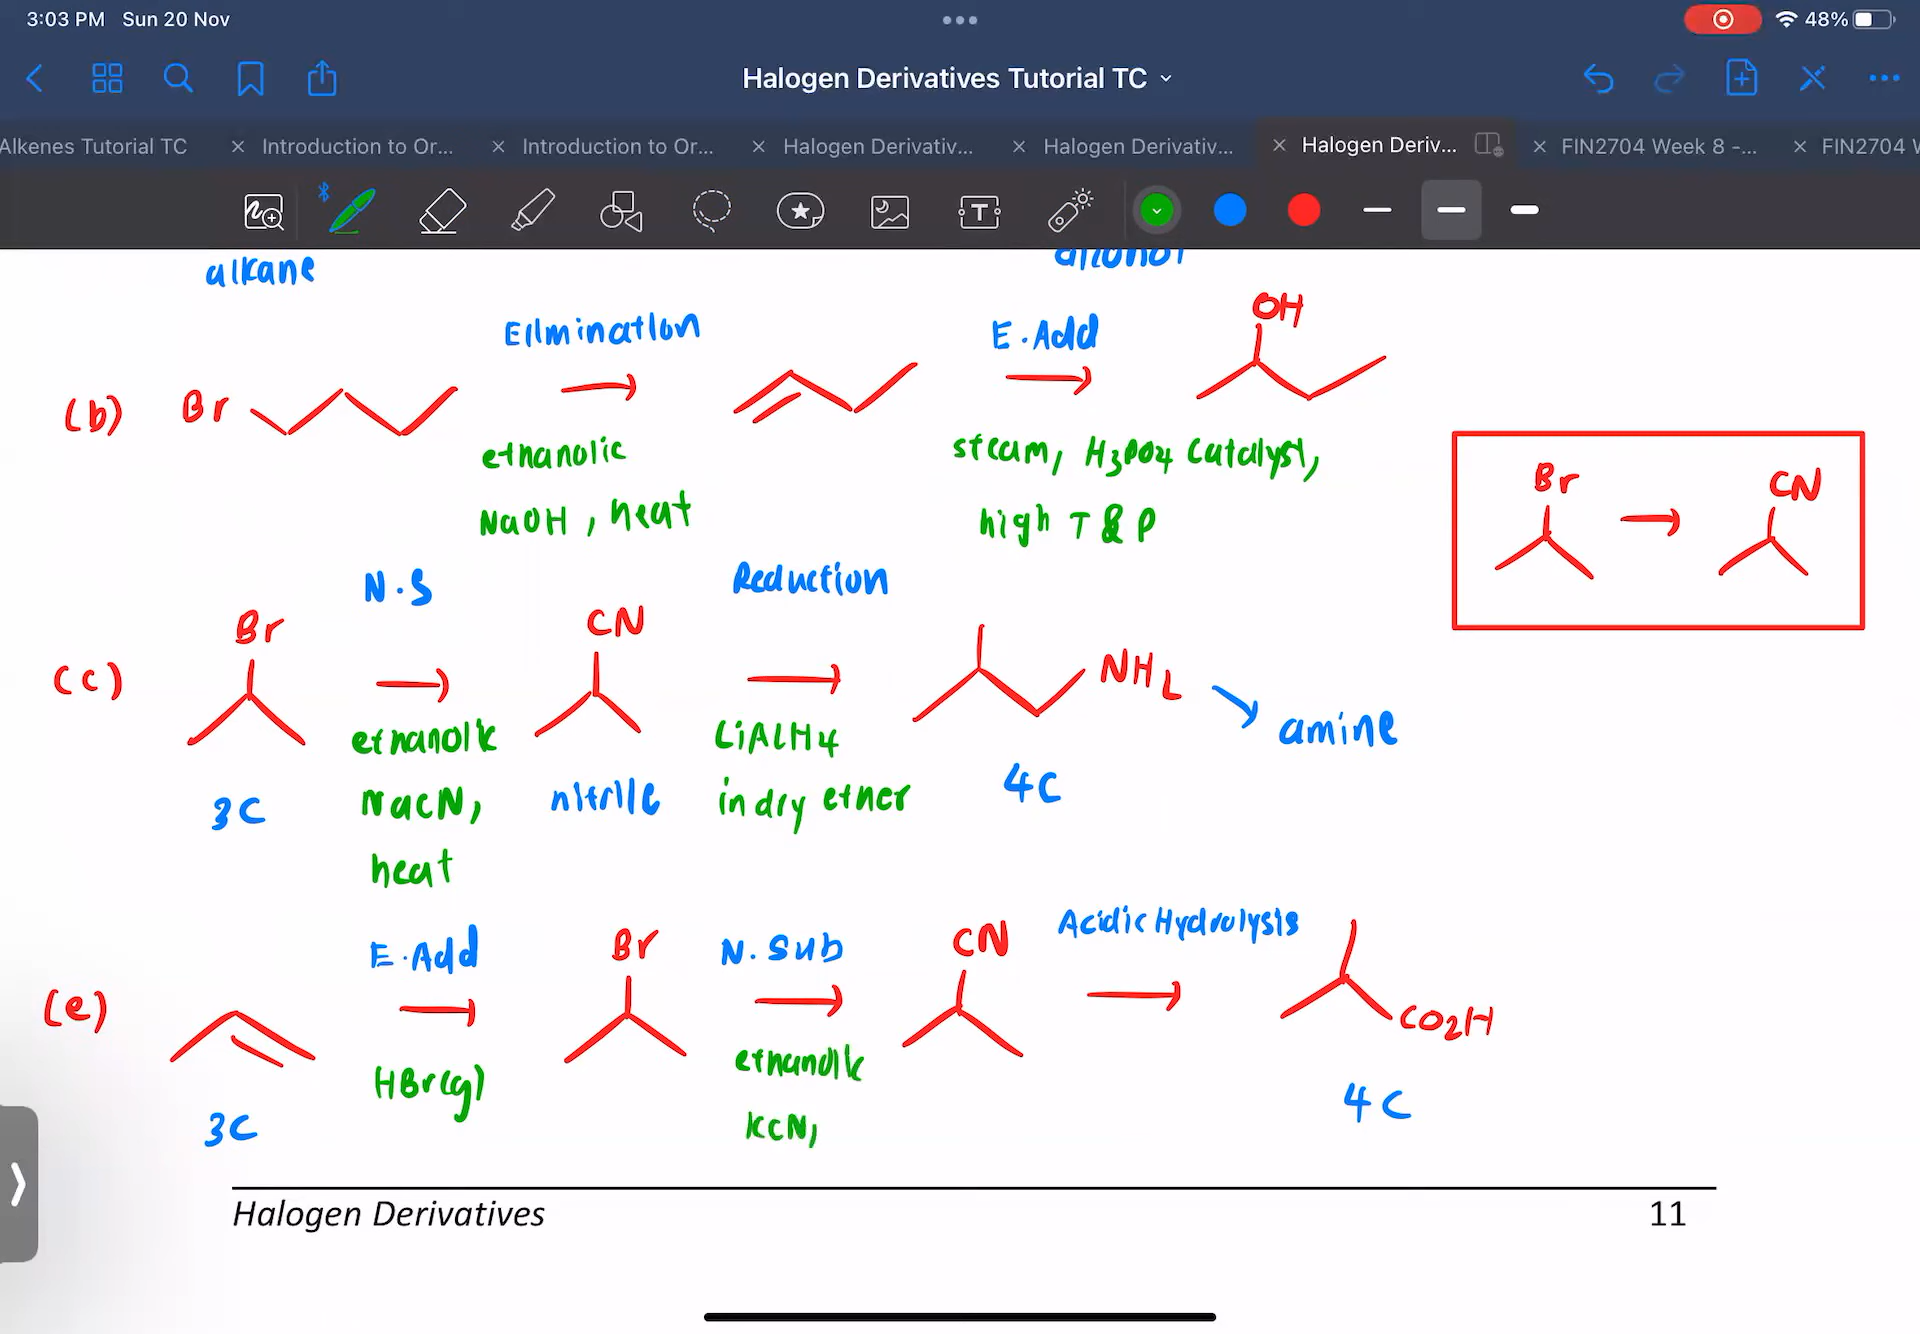 3:03 PM Sun 20 Nov
48%
Halogen Derivatives Tutorial TC
Alkenes Tutorial TC
Introduction to Or...
Introduction to Or...
Halogen Derivativ...
Halogen Derivativ...
Halogen Deriv...
FIN2704 Week 8 -...
FIN2704 W
T
alkane
OH
Elimination
E.Add
(b)
Br
ethanolic
NaOH, heat
steam, H3PO4 catalyst,
high T & P
Br
CN
N.S
Reduction
Br
CN
(c)
NH2
amine
ethanolic
NaCN,
heat
LiAlH4
in dry ether
3C
nitrile
4C
E.Add
N. Sub
Acidic Hydrolysis
Br
CN
(e)
CO2H
HBr(g)
ethanolic
KCN,
3C
4C
Halogen Derivatives
11